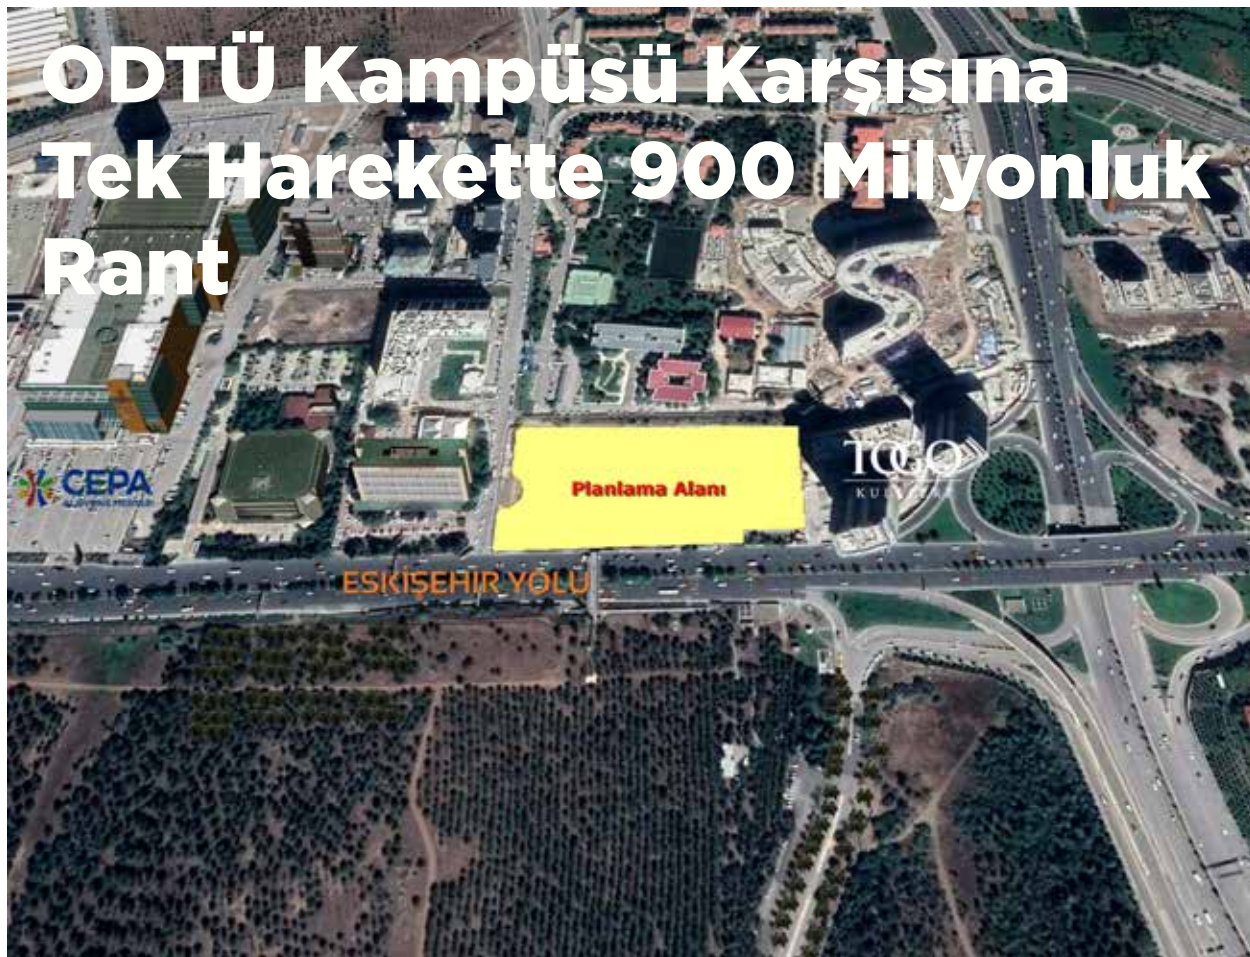 ODTÜ Kampüsü Karşısına
Tek Harekette 900 Milyonluk
Rant
TOGO
Planlama Alanı
CEPA
ESKİŞEHİR YOLU